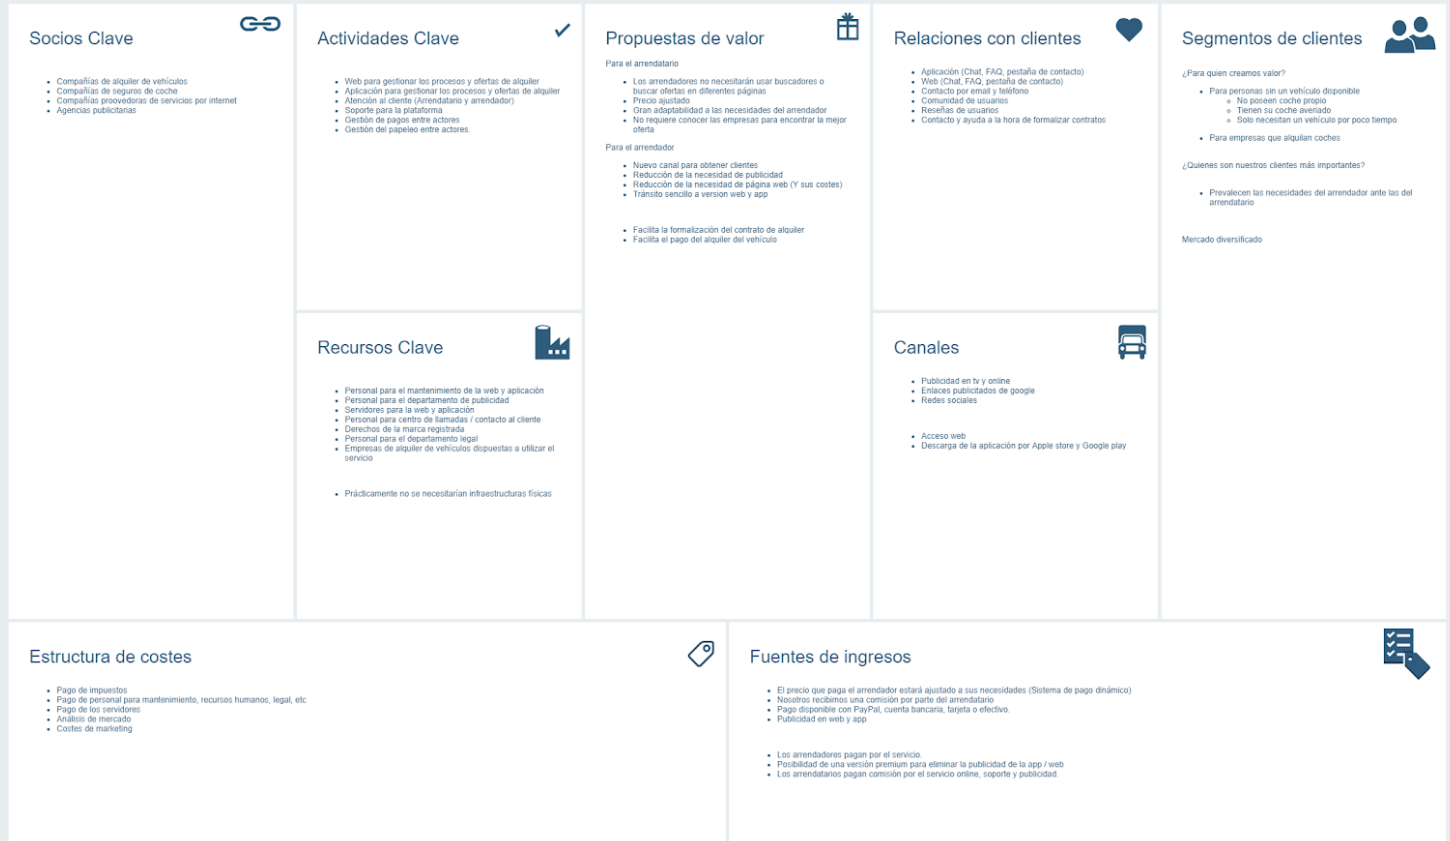 Socios Clave
Compañías de alquiler de vehículos
Compañías de seguros de coche
Compañías proovedoras de servicios por internet
Agencias publicitarias
Actividades Clave
Web para gestionar los procesos y ofertas de alquiler
Aplicación para gestionar los procesos y ofertas de alquiler
Atención al cliente (Arrendatario y arrendador)
Soporte para la plataforma
Gestión de pagos entre actores
Gestión del papeleo entre actores.
Recursos Clave
Personal para el mantenimiento de la web y aplicación
Personal para el departamento de publicidad
Servidores para la web y aplicación
Personal para centro de llamadas / contacto al cliente
Derechos de la marca registrada
Personal para el departamento legal
Empresas de alquiler de vehículos dispuestas a utilizar el
servicio
Prácticamente no se necesitarían infraestructuras físicas
Propuestas de valor
Para el arrendatario
Los arrendadores no necesitarán usar buscadores o
buscar ofertas en diferentes páginas
Precio ajustado
Gran adaptabilidad a las necesidades del arrendador
No requiere conocer las empresas para encontrar la mejor
oferta
Para el arrendador
Nuevo canal para obtener clientes
Reducción de la necesidad de publicidad
Reducción de la necesidad de página web (Y sus costes)
Tránsito sencillo a version web y app
Facilita la formalización del contrato de alquiler
Facilita el pago del alquiler del vehículo
Relaciones con clientes
Aplicación (Chat, FAQ, pestaña de contacto)
Web (Chat, FAQ, pestaña de contacto)
Contacto por email y teléfono
Comunidad de usuarios
Reseñas de usuarios
Contacto y ayuda a la hora de formalizar contratos
Canales
Publicidad en tv y online
Enlaces publicitados de google
Redes sociales
Acceso web
Descarga de la aplicación por Apple store y Google play
Segmentos de clientes
¿Para quien creamos valor?
Para personas sin un vehículo disponible
No poseen coche propio
Tienen su coche averiado
Solo necesitan un vehículo por poco tiempo
Para empresas que alquilan coches
¿Quienes son nuestros clientes más importantes?
Prevalecen las necesidades del arrendador ante las del
arrendatario
Mercado diversificado
Estructura de costes
Pago de impuestos
Pago de personal para mantenimiento, recursos humanos, legal, etc
Pago de los servidores
Análisis de mercado
Costes de marketing
Fuentes de ingresos
El precio que paga el arrendador estará ajustado a sus necesidades (Sistema de pago dinámico)
Nosotros recibimos una comisión por parte del arrendatario
Pago disponible con PayPal, cuenta bancaria, tarjeta o efectivo.
Publicidad en web y app
Los arrendadores pagan por el servicio.
Posibilidad de una versión premium para eliminar la publicidad de la app / web
Los arrendatarios pagan comisión por el servicio online, soporte y publicidad.